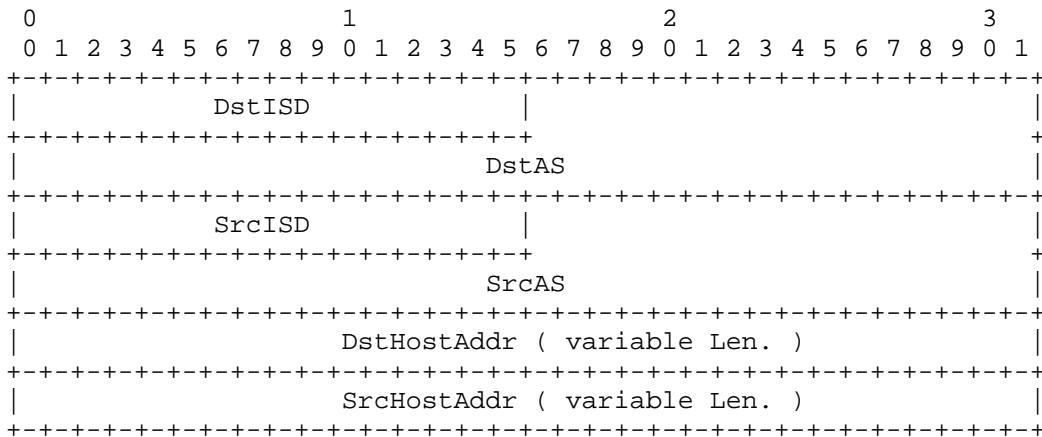 0                   1                   2                   3
 0 1 2 3 4 5 6 7 8 9 0 1 2 3 4 5 6 7 8 9 0 1 2 3 4 5 6 7 8 9 0 1
+-+-+-+-+-+-+-+-+-+-+-+-+-+-+-+-+-+-+-+-+-+-+-+-+-+-+-+-+-+-+-+-+
|            DstISD             |                               |
+-+-+-+-+-+-+-+-+-+-+-+-+-+-+-+-+                               +
|                             DstAS                             |
+-+-+-+-+-+-+-+-+-+-+-+-+-+-+-+-+-+-+-+-+-+-+-+-+-+-+-+-+-+-+-+-+
|            SrcISD             |                               |
+-+-+-+-+-+-+-+-+-+-+-+-+-+-+-+-+                               +
|                             SrcAS                             |
+-+-+-+-+-+-+-+-+-+-+-+-+-+-+-+-+-+-+-+-+-+-+-+-+-+-+-+-+-+-+-+-+
|                    DstHostAddr ( variable Len. )              |
+-+-+-+-+-+-+-+-+-+-+-+-+-+-+-+-+-+-+-+-+-+-+-+-+-+-+-+-+-+-+-+-+
|                    SrcHostAddr ( variable Len. )              |
+-+-+-+-+-+-+-+-+-+-+-+-+-+-+-+-+-+-+-+-+-+-+-+-+-+-+-+-+-+-+-+-+